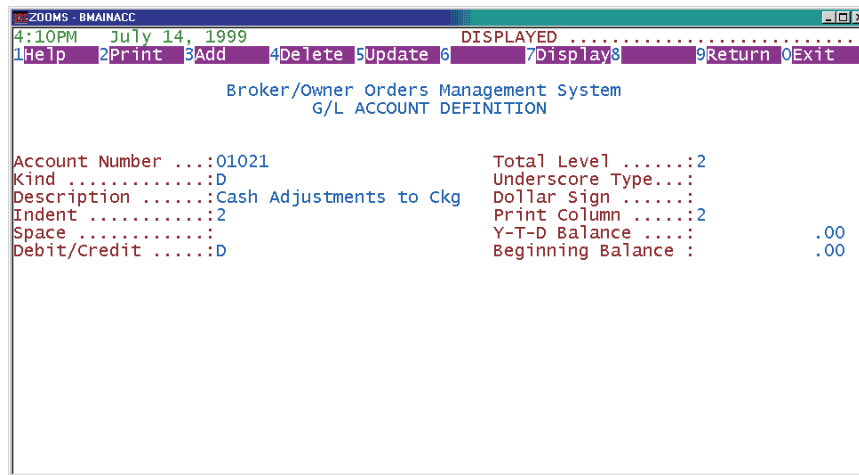 ZOOMS - BMAINACC
4:10PM July 14, 1999 DISPLAYED ...........................
1Help 2Print 3Add 4Delete 5Update 6 7Display8 9Return 0Exit
Broker/Owner Orders Management System
G/L ACCOUNT DEFINITION
Account Number ...:01021 Total Level ......:2
Kind .............:D Underscore Type...:
Description ......:Cash Adjustments to Ckg Dollar Sign ......:
Indent ...........:2 Print Column .....:2
Space ............: Y-T-D Balance ....: .00
Debit/Credit .....:D Beginning Balance : .00